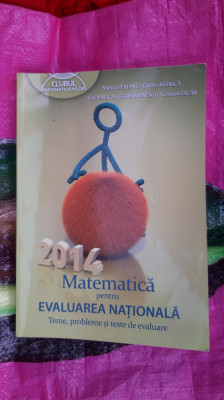 CLUBUL
MATEMATICIENILOR
2014
Matematică
pentru
EVALUAREA NAȚIONALĂ
Teme, probleme și teste de evaluare